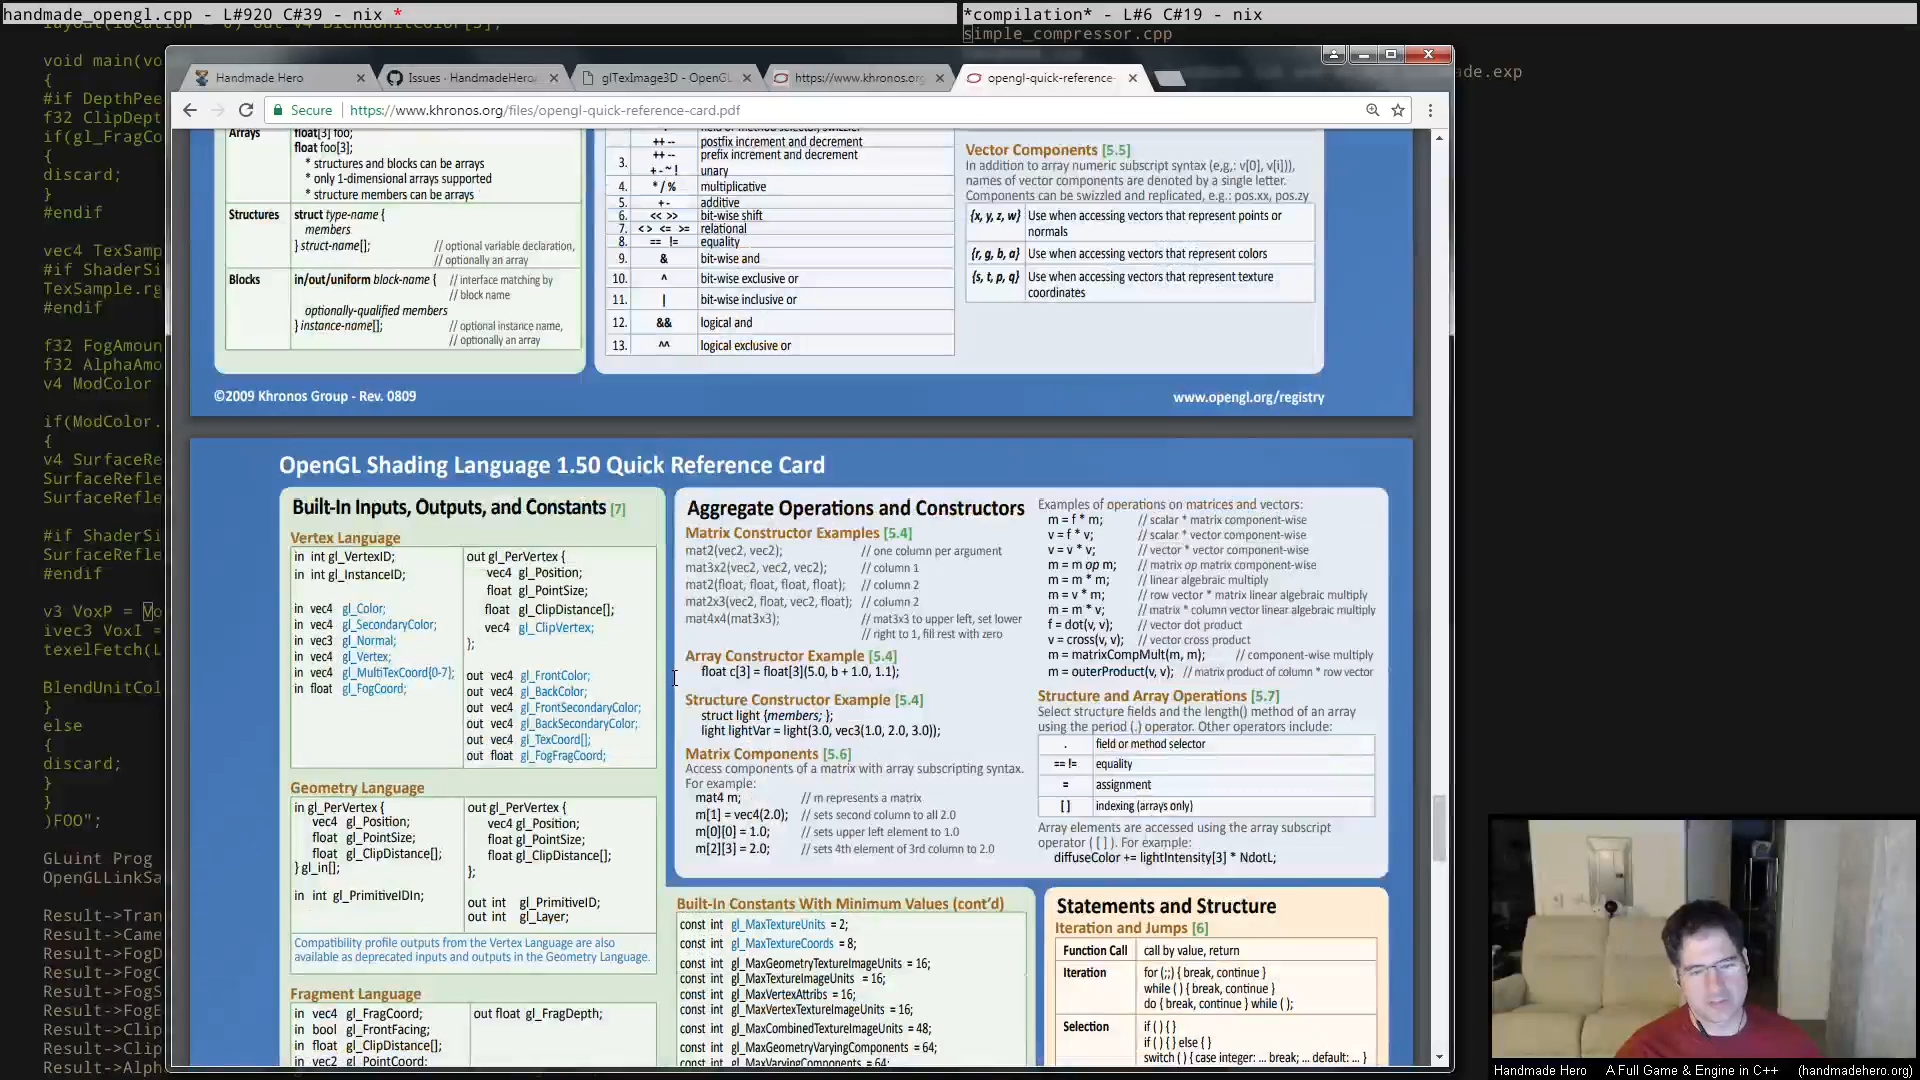 handmade_opengl.cpp - L#920 C#39 - nix *
*compilation* - L#6 C#19 - nix
simple_compressor.cpp
void main(vo
{
#if DepthPee
f32 ClipDept
if(gl_FragCo
{
discard;
}
#endif
vec4 TexSamp
#if ShaderSi
TexSample.rg
#endif
f32 FogAmoun
f32 AlphaAmo
v4 ModColor
if(ModColor.
{
v4 SurfaceRe
SurfaceRefle
SurfaceRefle
#if ShaderSi
SurfaceRefle
#endif
v3 VoxP = Vo
ivec3 VoxI =
texelFetch(L
BlendUnitCol
}
else
{
discard;
}
}
)FOO";
GLuint Prog
OpenGLLinkSa
Result->Tran
Result->Came
Result->FogD
Result->FogC
Result->FogS
Result->FogE
Result->Clip
Result->Clip
Result->Alph
ade.exp
Handmade Hero
Issues · HandmadeHero/
glTexImage3D - OpenGL
https://www.khronos.org
opengl-quick-reference-
Secure
https://www.khronos.org/files/opengl-quick-reference-card.pdf
Arrays
float[3] foo;
float foo[3];
* structures and blocks can be arrays
* only 1-dimensional arrays supported
* structure members can be arrays
Structures
struct type-name {
members
} struct-name[]; // optional variable declaration,
// optionally an array
Blocks
in/out/uniform block-name { // interface matching by
// block name
optionally-qualified members
} instance-name[]; // optional instance name,
// optionally an array
++ -- postfix increment and decrement
3.
++ -- prefix increment and decrement
+ - ~ ! unary
4. * / % multiplicative
5. + - additive
6. << >> bit-wise shift
7. < > <= >= relational
8. == != equality
9. & bit-wise and
10. ^ bit-wise exclusive or
11. | bit-wise inclusive or
12. && logical and
13. ^^ logical exclusive or
Vector Components [5.5]
In addition to array numeric subscript syntax (e,g,: v[0], v[i])),
names of vector components are denoted by a single letter.
Components can be swizzled and replicated, e.g.: pos.xx, pos.zy
{x, y, z, w} Use when accessing vectors that represent points or
normals
{r, g, b, a} Use when accessing vectors that represent colors
{s, t, p, q} Use when accessing vectors that represent texture
coordinates
©2009 Khronos Group - Rev. 0809
www.opengl.org/registry
OpenGL Shading Language 1.50 Quick Reference Card
Built-In Inputs, Outputs, and Constants [7]
Vertex Language
in int gl_VertexID;
in int gl_InstanceID;
in vec4 gl_Color;
in vec4 gl_SecondaryColor;
in vec3 gl_Normal;
in vec4 gl_Vertex;
in vec4 gl_MultiTexCoord{0-7};
in float gl_FogCoord;
out gl_PerVertex {
vec4 gl_Position;
float gl_PointSize;
float gl_ClipDistance[];
vec4 gl_ClipVertex;
};
out vec4 gl_FrontColor;
out vec4 gl_BackColor;
out vec4 gl_FrontSecondaryColor;
out vec4 gl_BackSecondaryColor;
out vec4 gl_TexCoord[];
out float gl_FogFragCoord;
Geometry Language
in gl_PerVertex {
vec4 gl_Position;
float gl_PointSize;
float gl_ClipDistance[];
} gl_in[];
in int gl_PrimitiveIDIn;
out gl_PerVertex {
vec4 gl_Position;
float gl_PointSize;
float gl_ClipDistance[];
};
out int gl_PrimitiveID;
out int gl_Layer;
Compatibility profile outputs from the Vertex Language are also
available as deprecated inputs and outputs in the Geometry Language.
Fragment Language
in vec4 gl_FragCoord;
in bool gl_FrontFacing;
in float gl_ClipDistance[];
in vec2 gl_PointCoord;
out float gl_FragDepth;
Aggregate Operations and Constructors
Matrix Constructor Examples [5.4]
mat2(vec2, vec2); // one column per argument
mat3x2(vec2, vec2, vec2); // column 1
mat2(float, float, float, float); // column 2
mat2x3(vec2, float, vec2, float); // column 2
mat4x4(mat3x3); // mat3x3 to upper left, set lower
// right to 1, fill rest with zero
Array Constructor Example [5.4]
float c[3] = float[3](5.0, b + 1.0, 1.1);
Structure Constructor Example [5.4]
struct light {members; };
light lightVar = light(3.0, vec3(1.0, 2.0, 3.0));
Matrix Components [5.6]
Access components of a matrix with array subscripting syntax.
For example:
mat4 m; // m represents a matrix
m[1] = vec4(2.0); // sets second column to all 2.0
m[0][0] = 1.0; // sets upper left element to 1.0
m[2][3] = 2.0; // sets 4th element of 3rd column to 2.0
Examples of operations on matrices and vectors:
m = f * m; // scalar * matrix component-wise
v = f * v; // scalar * vector component-wise
v = v * v; // vector * vector component-wise
m = m op m; // matrix op matrix component-wise
m = m * m; // linear algebraic multiply
m = v * m; // row vector * matrix linear algebraic multiply
m = m * v; // matrix * column vector linear algebraic multiply
f = dot(v, v); // vector dot product
v = cross(v, v); // vector cross product
m = matrixCompMult(m, m); // component-wise multiply
m = outerProduct(v, v); // matrix product of column * row vector
Structure and Array Operations [5.7]
Select structure fields and the length() method of an array
using the period (.) operator. Other operators include:
. field or method selector
== != equality
= assignment
[ ] indexing (arrays only)
Array elements are accessed using the array subscript
operator ( [ ] ). For example:
diffuseColor += lightIntensity[3] * NdotL;
Built-In Constants With Minimum Values (cont'd)
const int gl_MaxTextureUnits = 2;
const int gl_MaxTextureCoords = 8;
const int gl_MaxGeometryTextureImageUnits = 16;
const int gl_MaxTextureImageUnits = 16;
const int gl_MaxVertexAttribs = 16;
const int gl_MaxVertexTextureImageUnits = 16;
const int gl_MaxCombinedTextureImageUnits = 48;
const int gl_MaxGeometryVaryingComponents = 64;
const int gl_MaxVaryingComponents = 64;
Statements and Structure
Iteration and Jumps [6]
Function Call call by value, return
Iteration
for (;;) { break, continue }
while ( ) { break, continue }
do { break, continue } while ( );
Selection
if ( ) { }
if ( ) { } else { }
switch ( ) { case integer: ... break; ... default: ... }
Handmade Hero A Full Game & Engine in C++ (handmadehero.org)